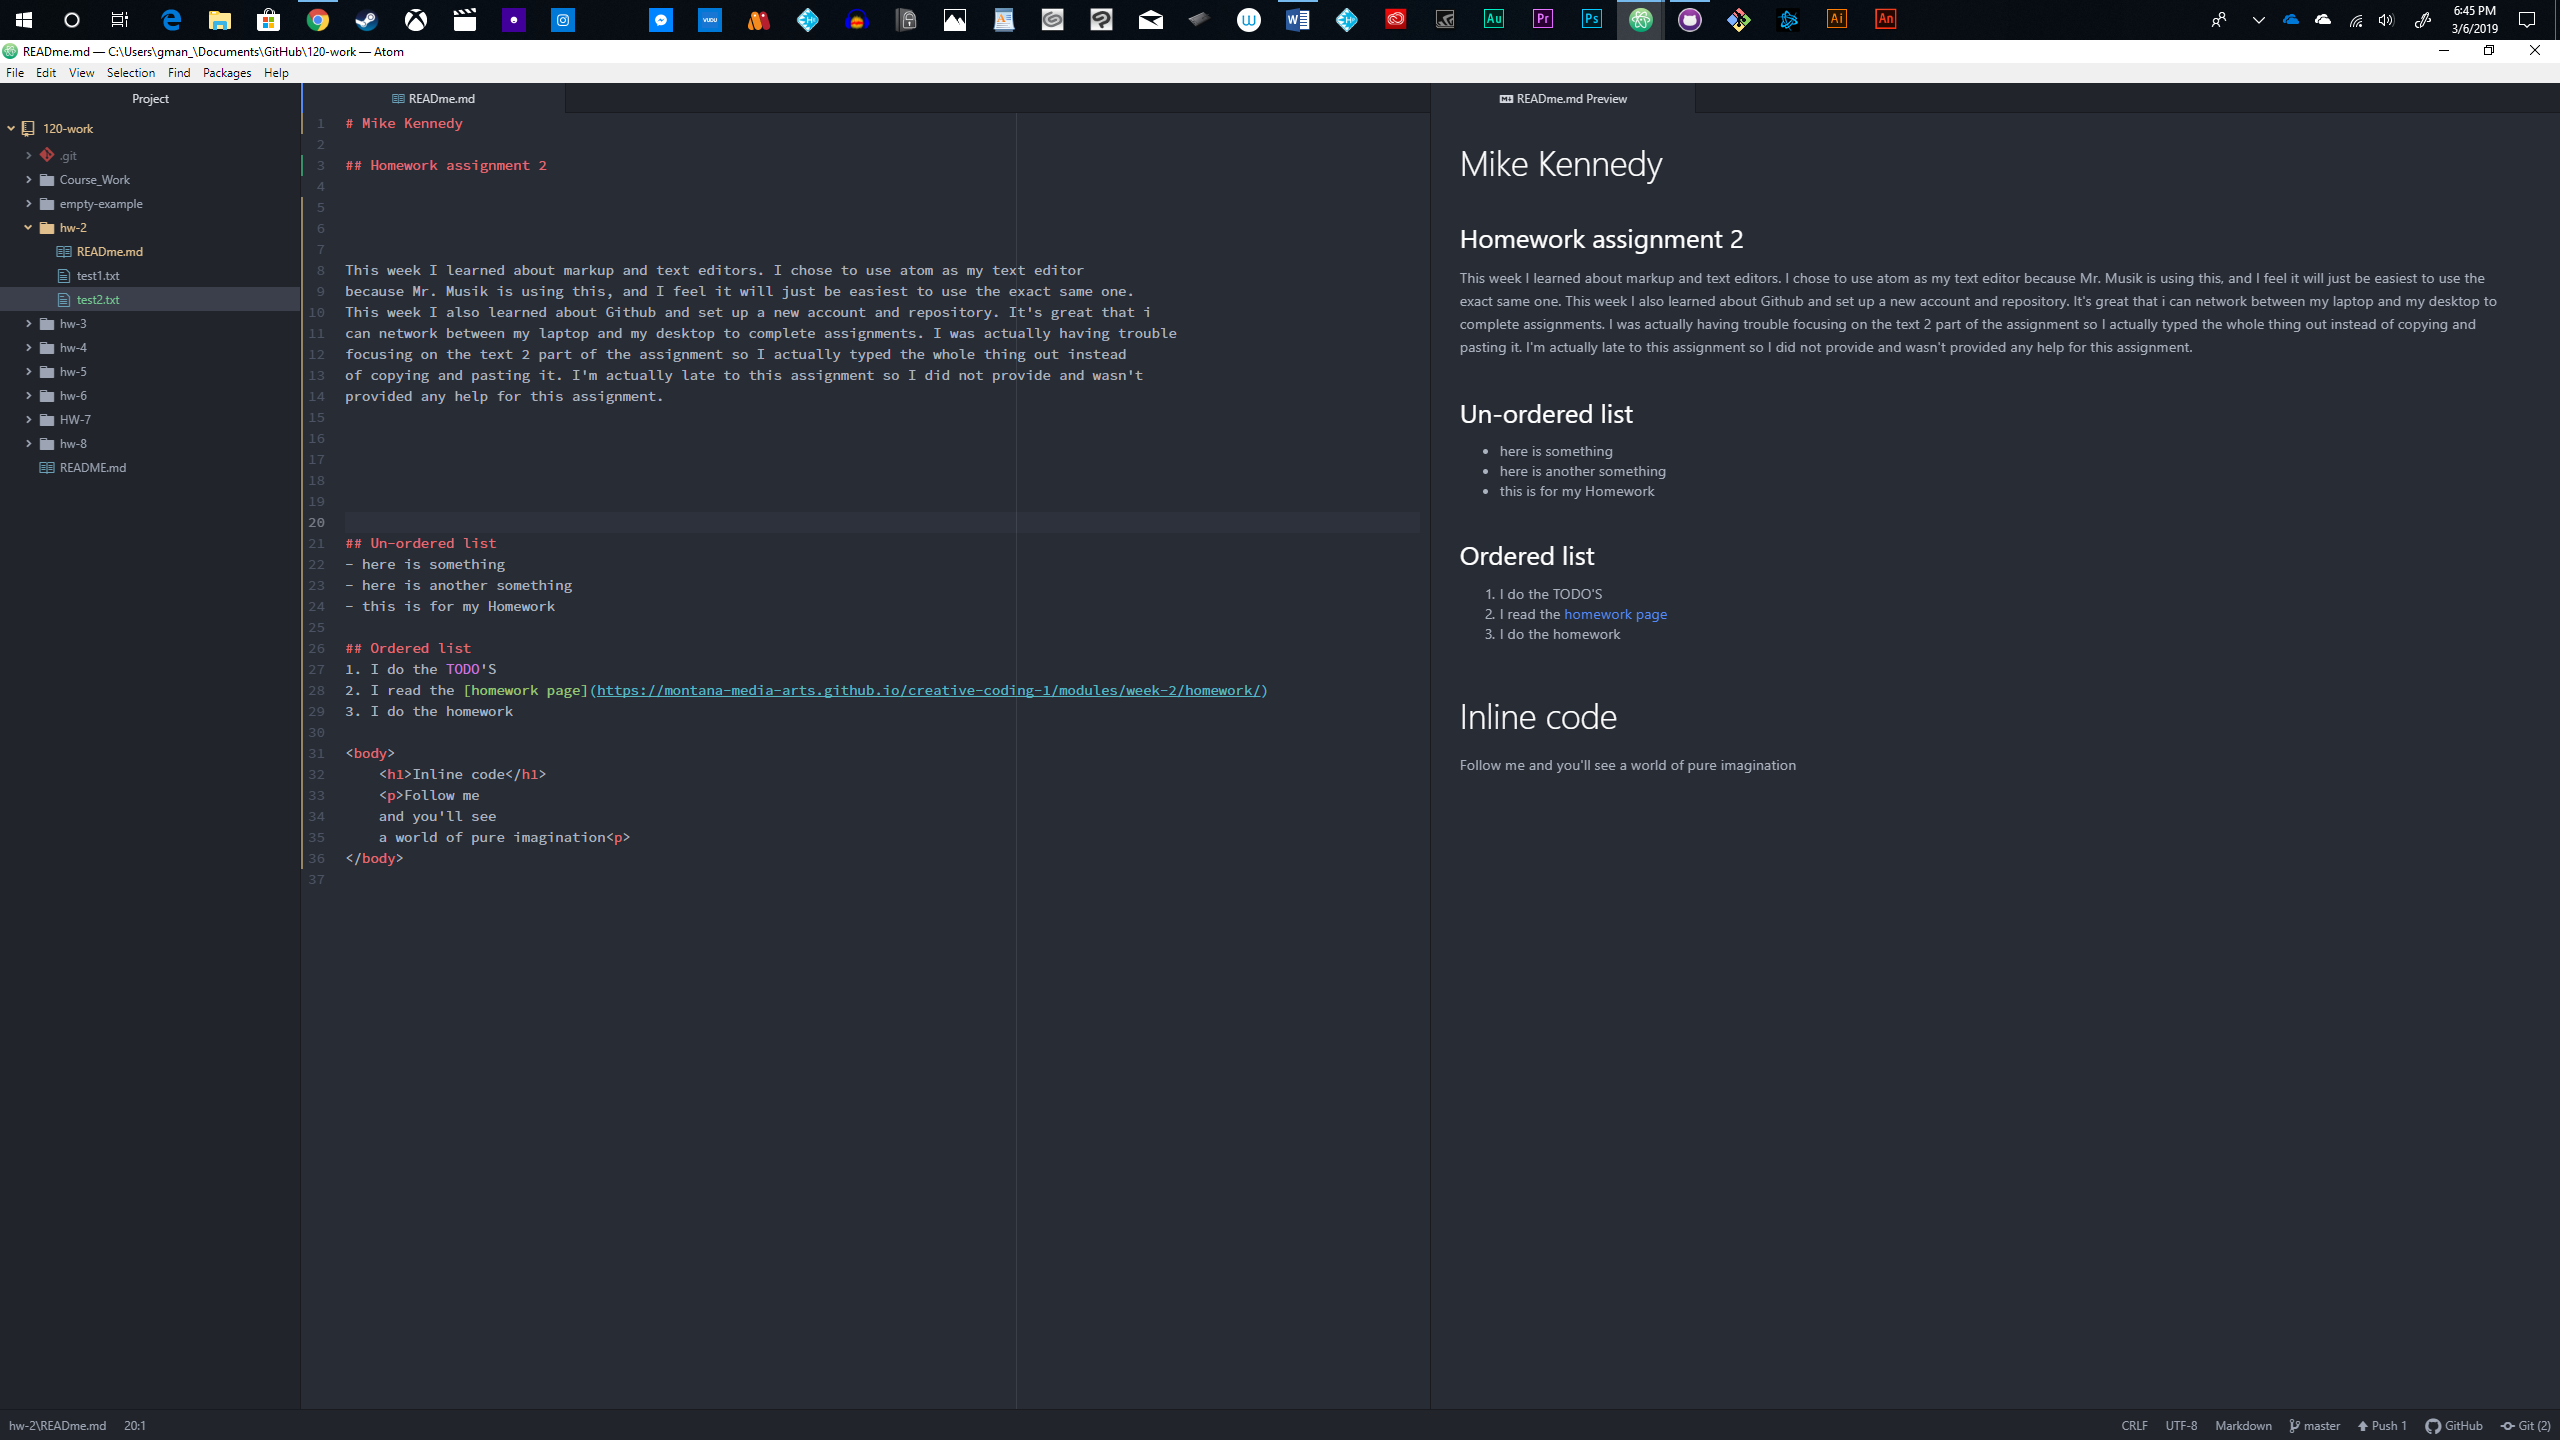 6:45 PM
3/6/2019
READme.md — C:\Users\gman_\Documents\GitHub\120-work — Atom
File Edit View Selection Find Packages Help
Project
120-work
.git
Course_Work
empty-example
hw-2
READme.md
test1.txt
test2.txt
hw-3
hw-4
hw-5
hw-6
HW-7
hw-8
README.md
READme.md
1 # Mike Kennedy
2
3 ## Homework assignment 2
4
5
6
7
8 This week I learned about markup and text editors. I chose to use atom as my text editor
9 because Mr. Musik is using this, and I feel it will just be easiest to use the exact same one.
10 This week I also learned about Github and set up a new account and repository. It's great that i
11 can network between my laptop and my desktop to complete assignments. I was actually having trouble
12 focusing on the text 2 part of the assignment so I actually typed the whole thing out instead
13 of copying and pasting it. I'm actually late to this assignment so I did not provide and wasn't
14 provided any help for this assignment.
15
16
17
18
19
20
21 ## Un-ordered list
22 - here is something
23 - here is another something
24 - this is for my Homework
25
26 ## Ordered list
27 1. I do the TODO'S
28 2. I read the [homework page](https://montana-media-arts.github.io/creative-coding-1/modules/week-2/homework/)
29 3. I do the homework
30
31 <body>
32 <h1>Inline code</h1>
33 <p>Follow me
34 and you'll see
35 a world of pure imagination<p>
36 </body>
37
READme.md Preview
Mike Kennedy
Homework assignment 2
This week I learned about markup and text editors. I chose to use atom as my text editor because Mr. Musik is using this, and I feel it will just be easiest to use the
exact same one. This week I also learned about Github and set up a new account and repository. It's great that i can network between my laptop and my desktop to
complete assignments. I was actually having trouble focusing on the text 2 part of the assignment so I actually typed the whole thing out instead of copying and
pasting it. I'm actually late to this assignment so I did not provide and wasn't provided any help for this assignment.
Un-ordered list
• here is something
• here is another something
• this is for my Homework
Ordered list
1. I do the TODO'S
2. I read the homework page
3. I do the homework
Inline code
Follow me and you'll see a world of pure imagination
hw-2\READme.md 20:1
CRLF UTF-8 Markdown master Push 1 GitHub Git (2)